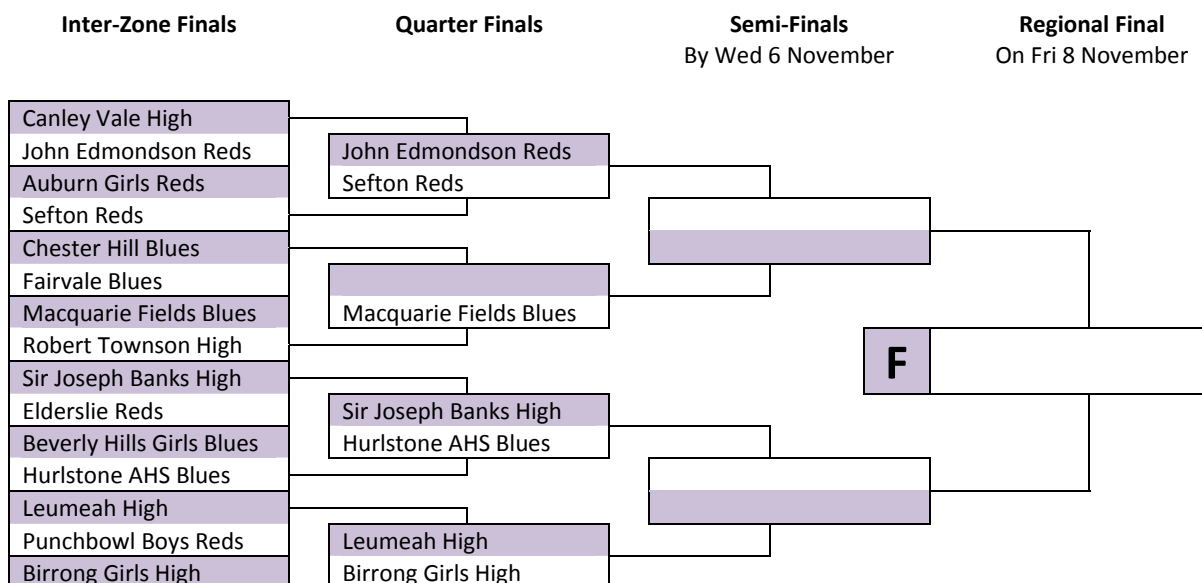 Inter-Zone Finals
Quarter Finals
Semi-Finals
By Wed 6 November
Regional Final
On Fri 8 November
Canley Vale High
John Edmondson Reds
Auburn Girls Reds
Sefton Reds
Chester Hill Blues
Fairvale Blues
Macquarie Fields Blues
Robert Townson High
Sir Joseph Banks High
Elderslie Reds
Beverly Hills Girls Blues
Hurlstone AHS Blues
Leumeah High
Punchbowl Boys Reds
Birrong Girls High
John Edmondson Reds
Sefton Reds
Macquarie Fields Blues
Sir Joseph Banks High
Hurlstone AHS Blues
Leumeah High
Birrong Girls High
F